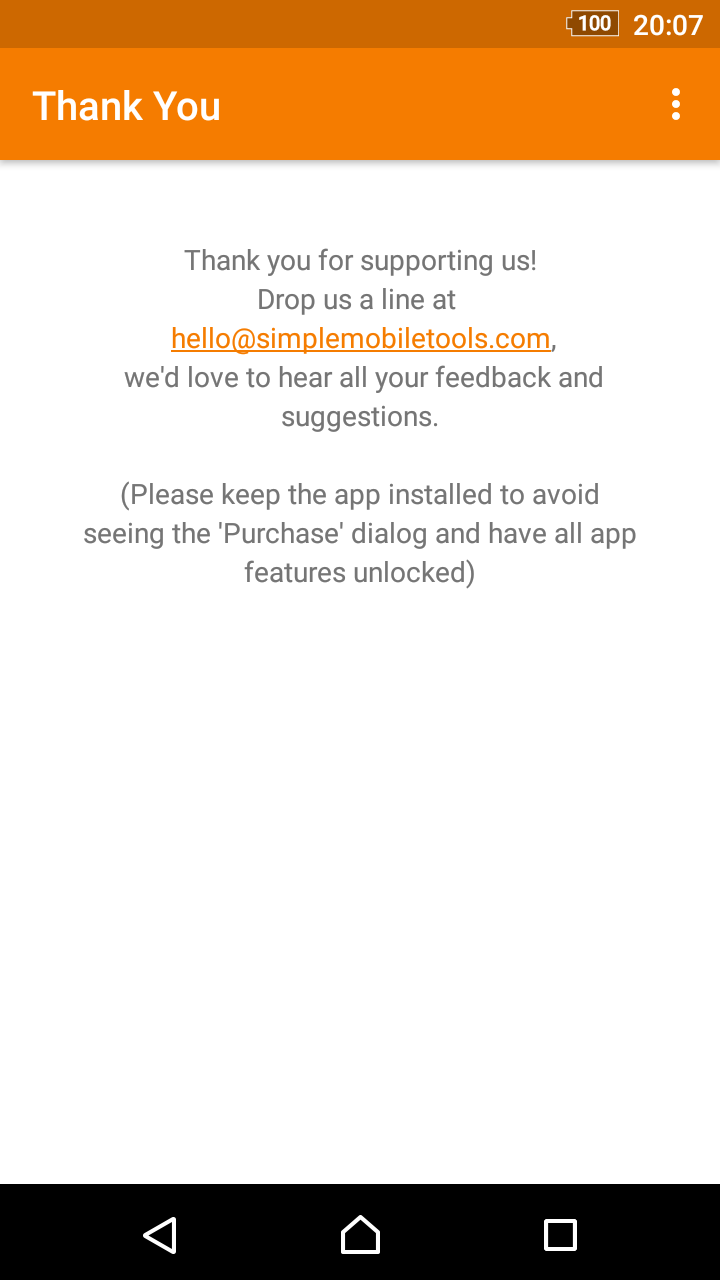 100 20:07
Thank You
Thank you for supporting us!
Drop us a line at
hello@simplemobiletools.com,
we'd love to hear all your feedback and
suggestions.
(Please keep the app installed to avoid
seeing the 'Purchase' dialog and have all app
features unlocked)